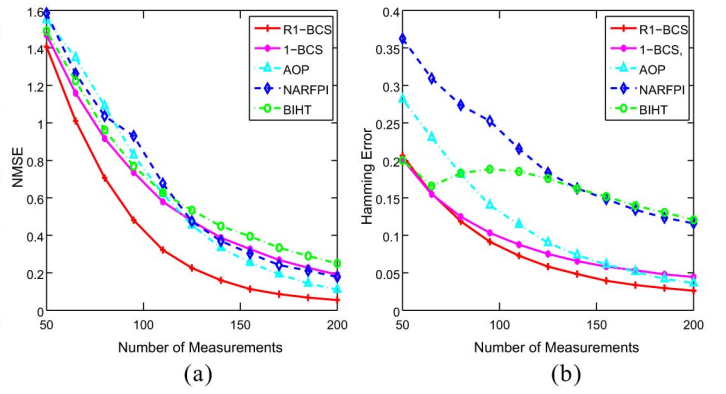 1.6
1.4
1.2
1
0.8
0.6
0.4
0.2
0
NMSE
50
100
150
200
Number of Measurements
R1-BCS
1-BCS
AOP
NARFPI
BIHT
(a)
0.4
0.35
0.3
0.25
0.2
0.15
0.1
0.05
0
Hamming Error
50
100
150
200
Number of Measurements
R1-BCS
1-BCS,
AOP
NARFPI
BIHT
(b)